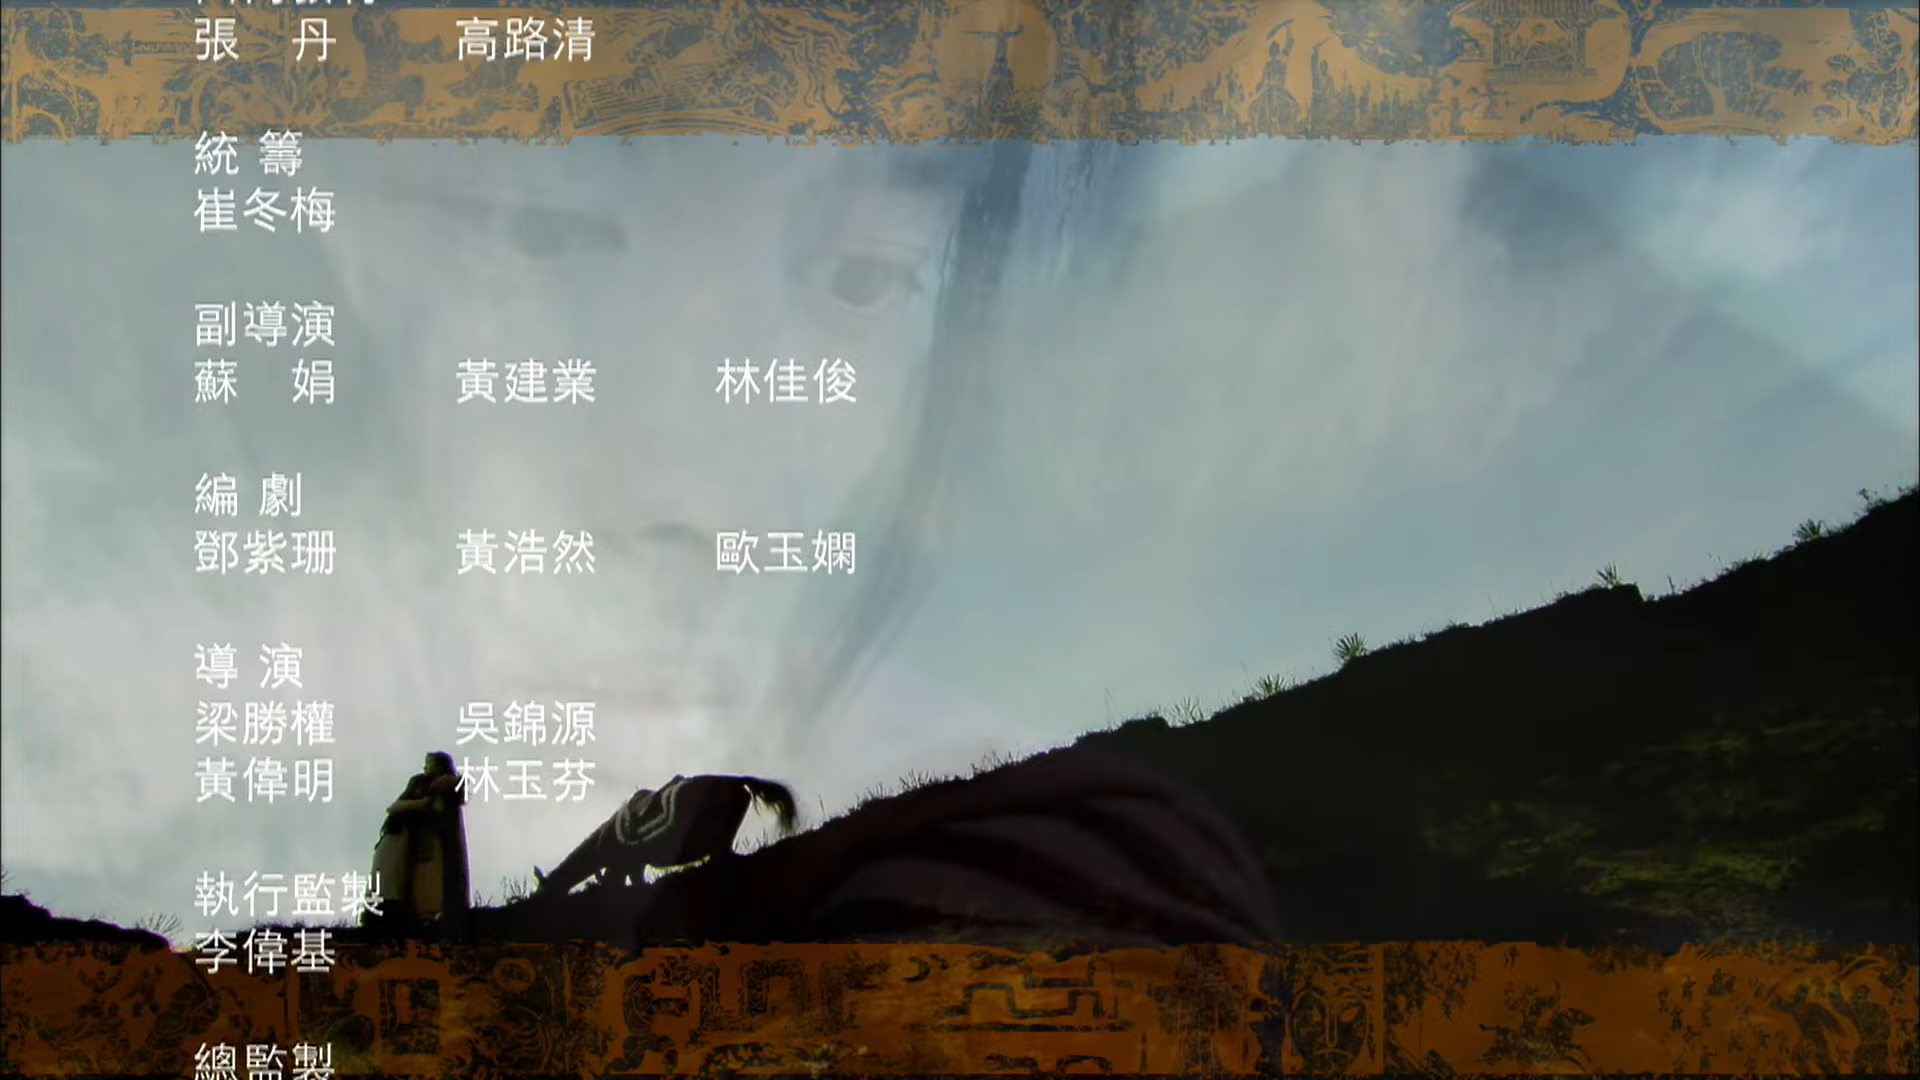 張　丹　高路清
統 籌
崔冬梅
副導演
蘇　娟　黃建業　林佳俊
編 劇
鄧紫珊　黃浩然　歐玉嫻
導 演
梁勝權　吳錦源
黃偉明　林玉芬
執行監製
李偉基
總監製